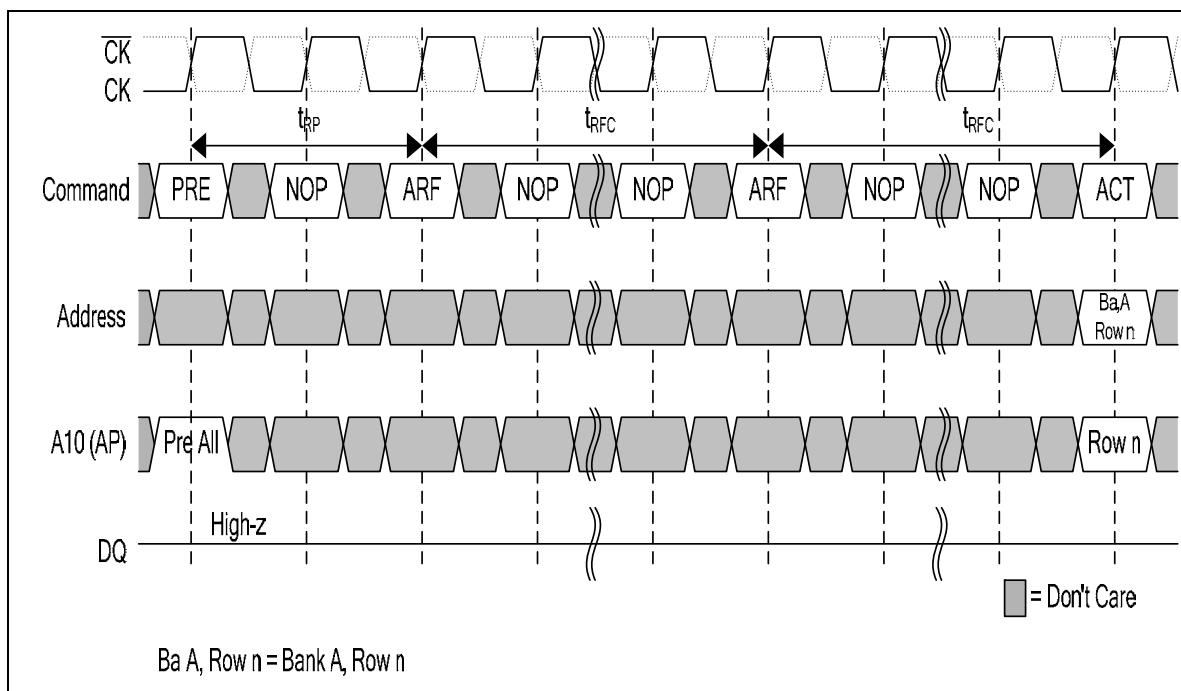 CK
CK
tRP tRFC tRFC
Command PRE NOP ARF NOP NOP ARF NOP NOP ACT
Address Ba,A
Row n
A10 (AP) Pre All Row n
High-z
DQ
= Don't Care
Ba A, Row n = Bank A, Row n